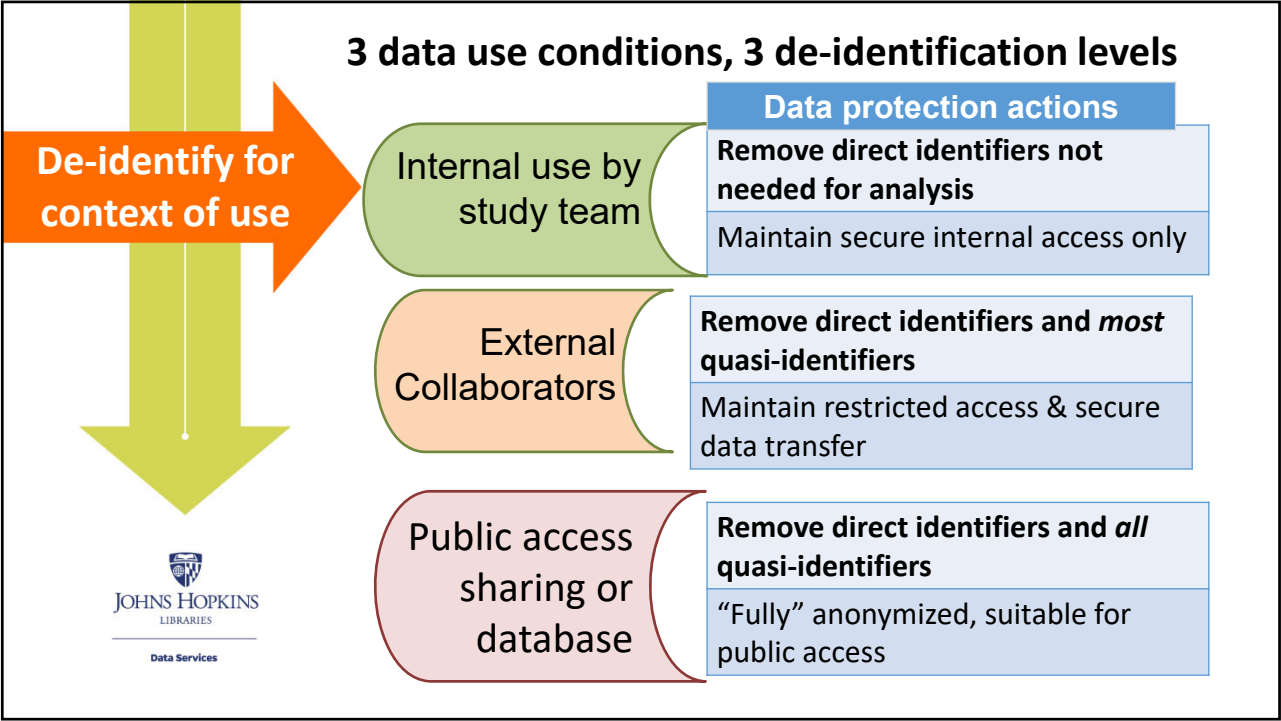 3 data use conditions, 3 de-identification levels
De-identify for
context of use
Data protection actions
Internal use by
study team
Remove direct identifiers not
needed for analysis
Maintain secure internal access only
External
Collaborators
Remove direct identifiers and most
quasi-identifiers
Maintain restricted access & secure
data transfer
Public access
sharing or
database
Remove direct identifiers and all
quasi-identifiers
“Fully” anonymized, suitable for
public access
JOHNS HOPKINS
LIBRARIES
Data Services